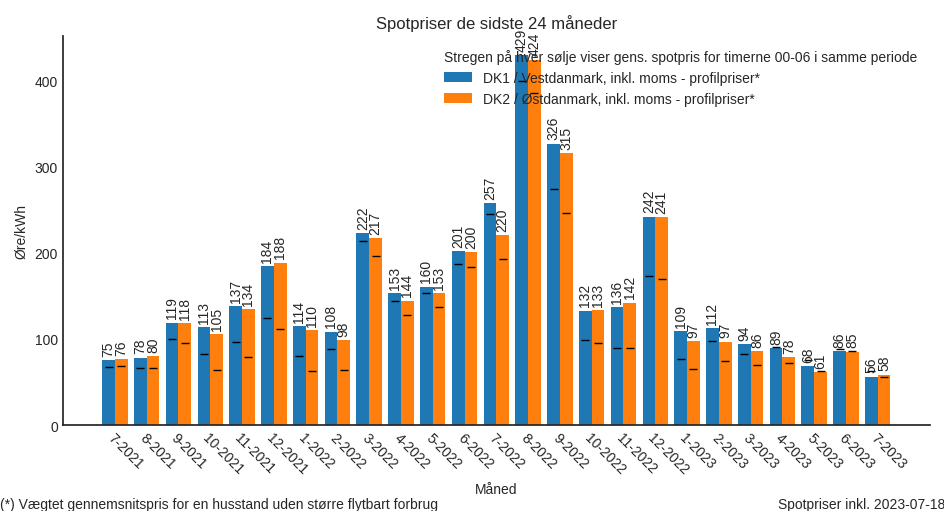 Spotpriser de sidste 24 måneder
Stregen på hver sølje viser gens. spotpris for timerne 00-06 i samme periode
DK1 / Vestdanmark, inkl. moms - profilpriser*
DK2 / Østdanmark, inkl. moms - profilpriser*
Øre/kWh
400
300
200
100
0
75 76 78 80 119 118 113 105 137 134 184 188 114 110 108 98 222 217 153 144 160 153 201 200 257 220 429 424 326 315 132 133 136 142 242 241 109 97 112 97 94 86 89 78 68 61 86 85 56 58
7-2021 8-2021 9-2021 10-2021 11-2021 12-2021 1-2022 2-2022 3-2022 4-2022 5-2022 6-2022 7-2022 8-2022 9-2022 10-2022 11-2022 12-2022 1-2023 2-2023 3-2023 4-2023 5-2023 6-2023 7-2023
Måned
(*) Vægtet gennemsnitspris for en husstand uden større flytbart forbrug
Spotpriser inkl. 2023-07-18